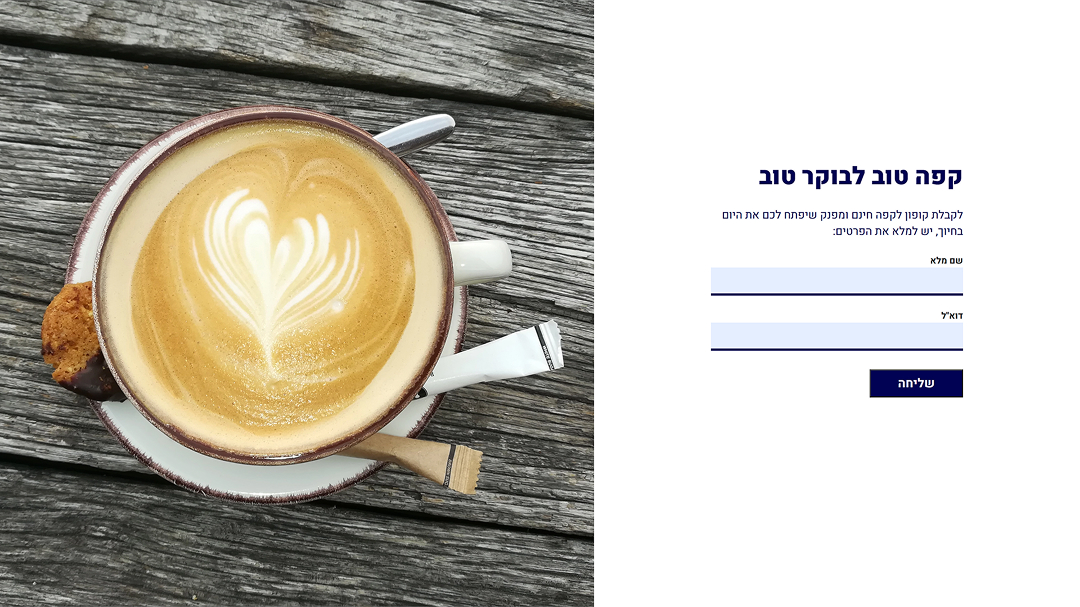 קפה טוב לבוקר טוב
לקבלת קופון לקפה חינם ומפנק שיפתח לכם את היום
בחיוך, יש למלא את הפרטים:
שם מלא
דוא"ל
שליחה